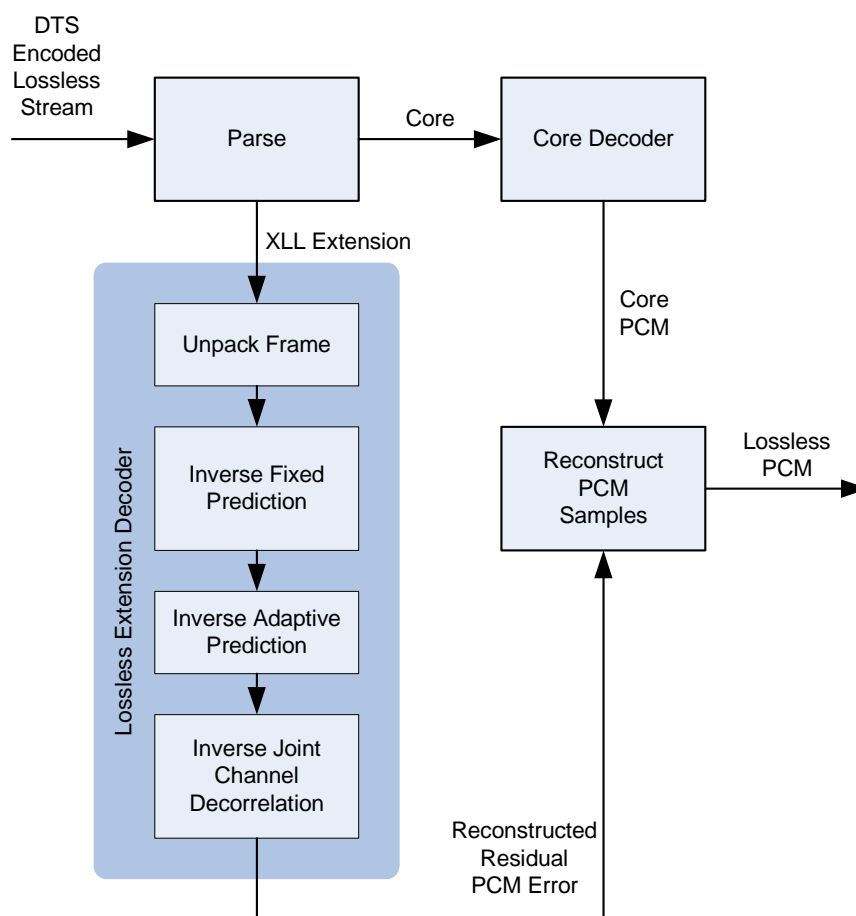 DTS
Encoded
Lossless
Stream
Parse
Core
Core Decoder
XLL Extension
Lossless Extension Decoder
Unpack Frame
Core
PCM
Inverse Fixed
Prediction
Reconstruct
PCM
Samples
Lossless
PCM
Inverse Adaptive
Prediction
Inverse Joint
Channel
Decorrelation
Reconstructed
Residual
PCM Error